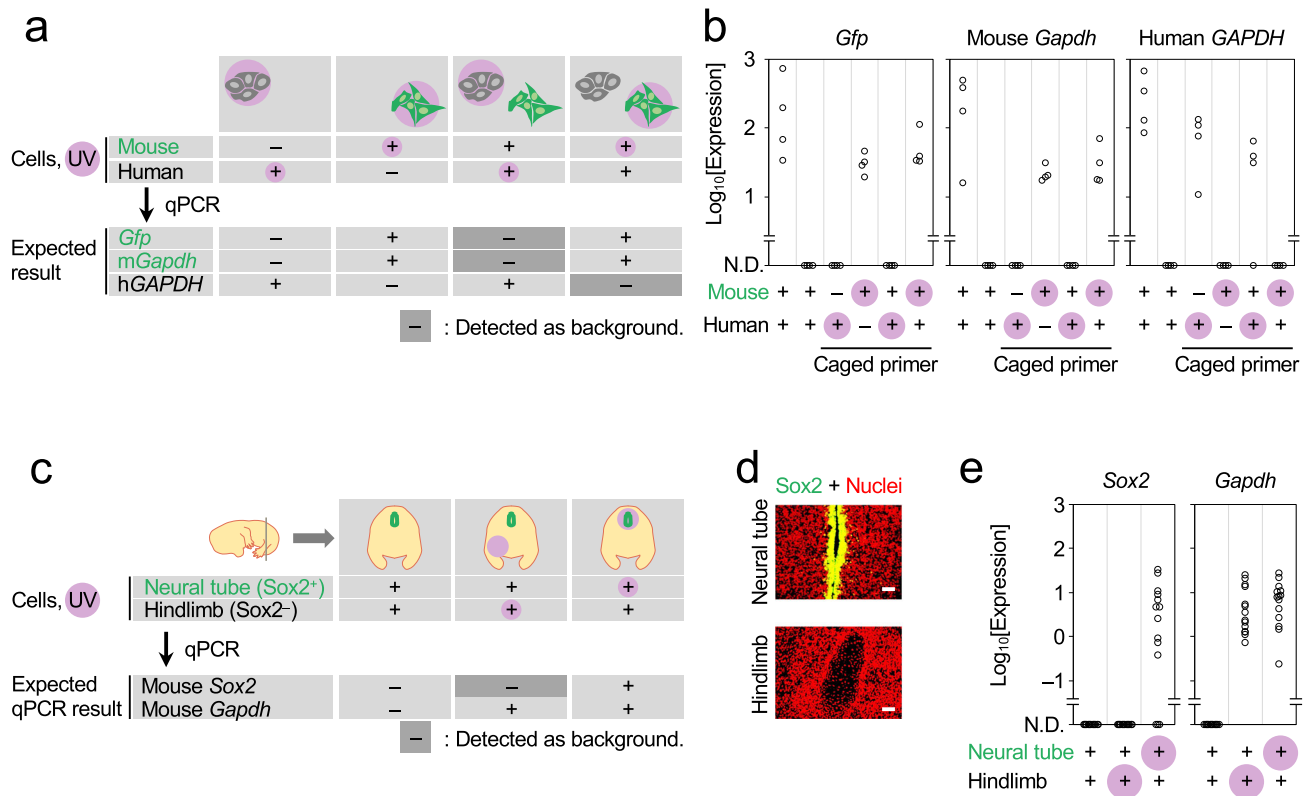 a
Cells, UV
Mouse – + + +
Human + – + +
qPCR
Expected result
Gfp – + – +
mGapdh – + – +
hGAPDH + – + –
– : Detected as background.
b
Gfp Mouse Gapdh Human GAPDH
Log₁₀[Expression]
3
2
1
N.D.
Mouse + + – + + + + + – + + + + + – + + +
Human + + + – + + + + + – + + + + + – + +
Caged primer Caged primer Caged primer
c
Cells, UV
Neural tube (Sox2⁺) + + +
Hindlimb (Sox2⁻) + + +
qPCR
Expected qPCR result
Mouse Sox2 – – +
Mouse Gapdh – + +
– : Detected as background.
d
Sox2 + Nuclei
Neural tube
Hindlimb
e
Sox2 Gapdh
Log₁₀[Expression]
3
2
1
0
−1
N.D.
Neural tube + + + + + +
Hindlimb + + + + + +